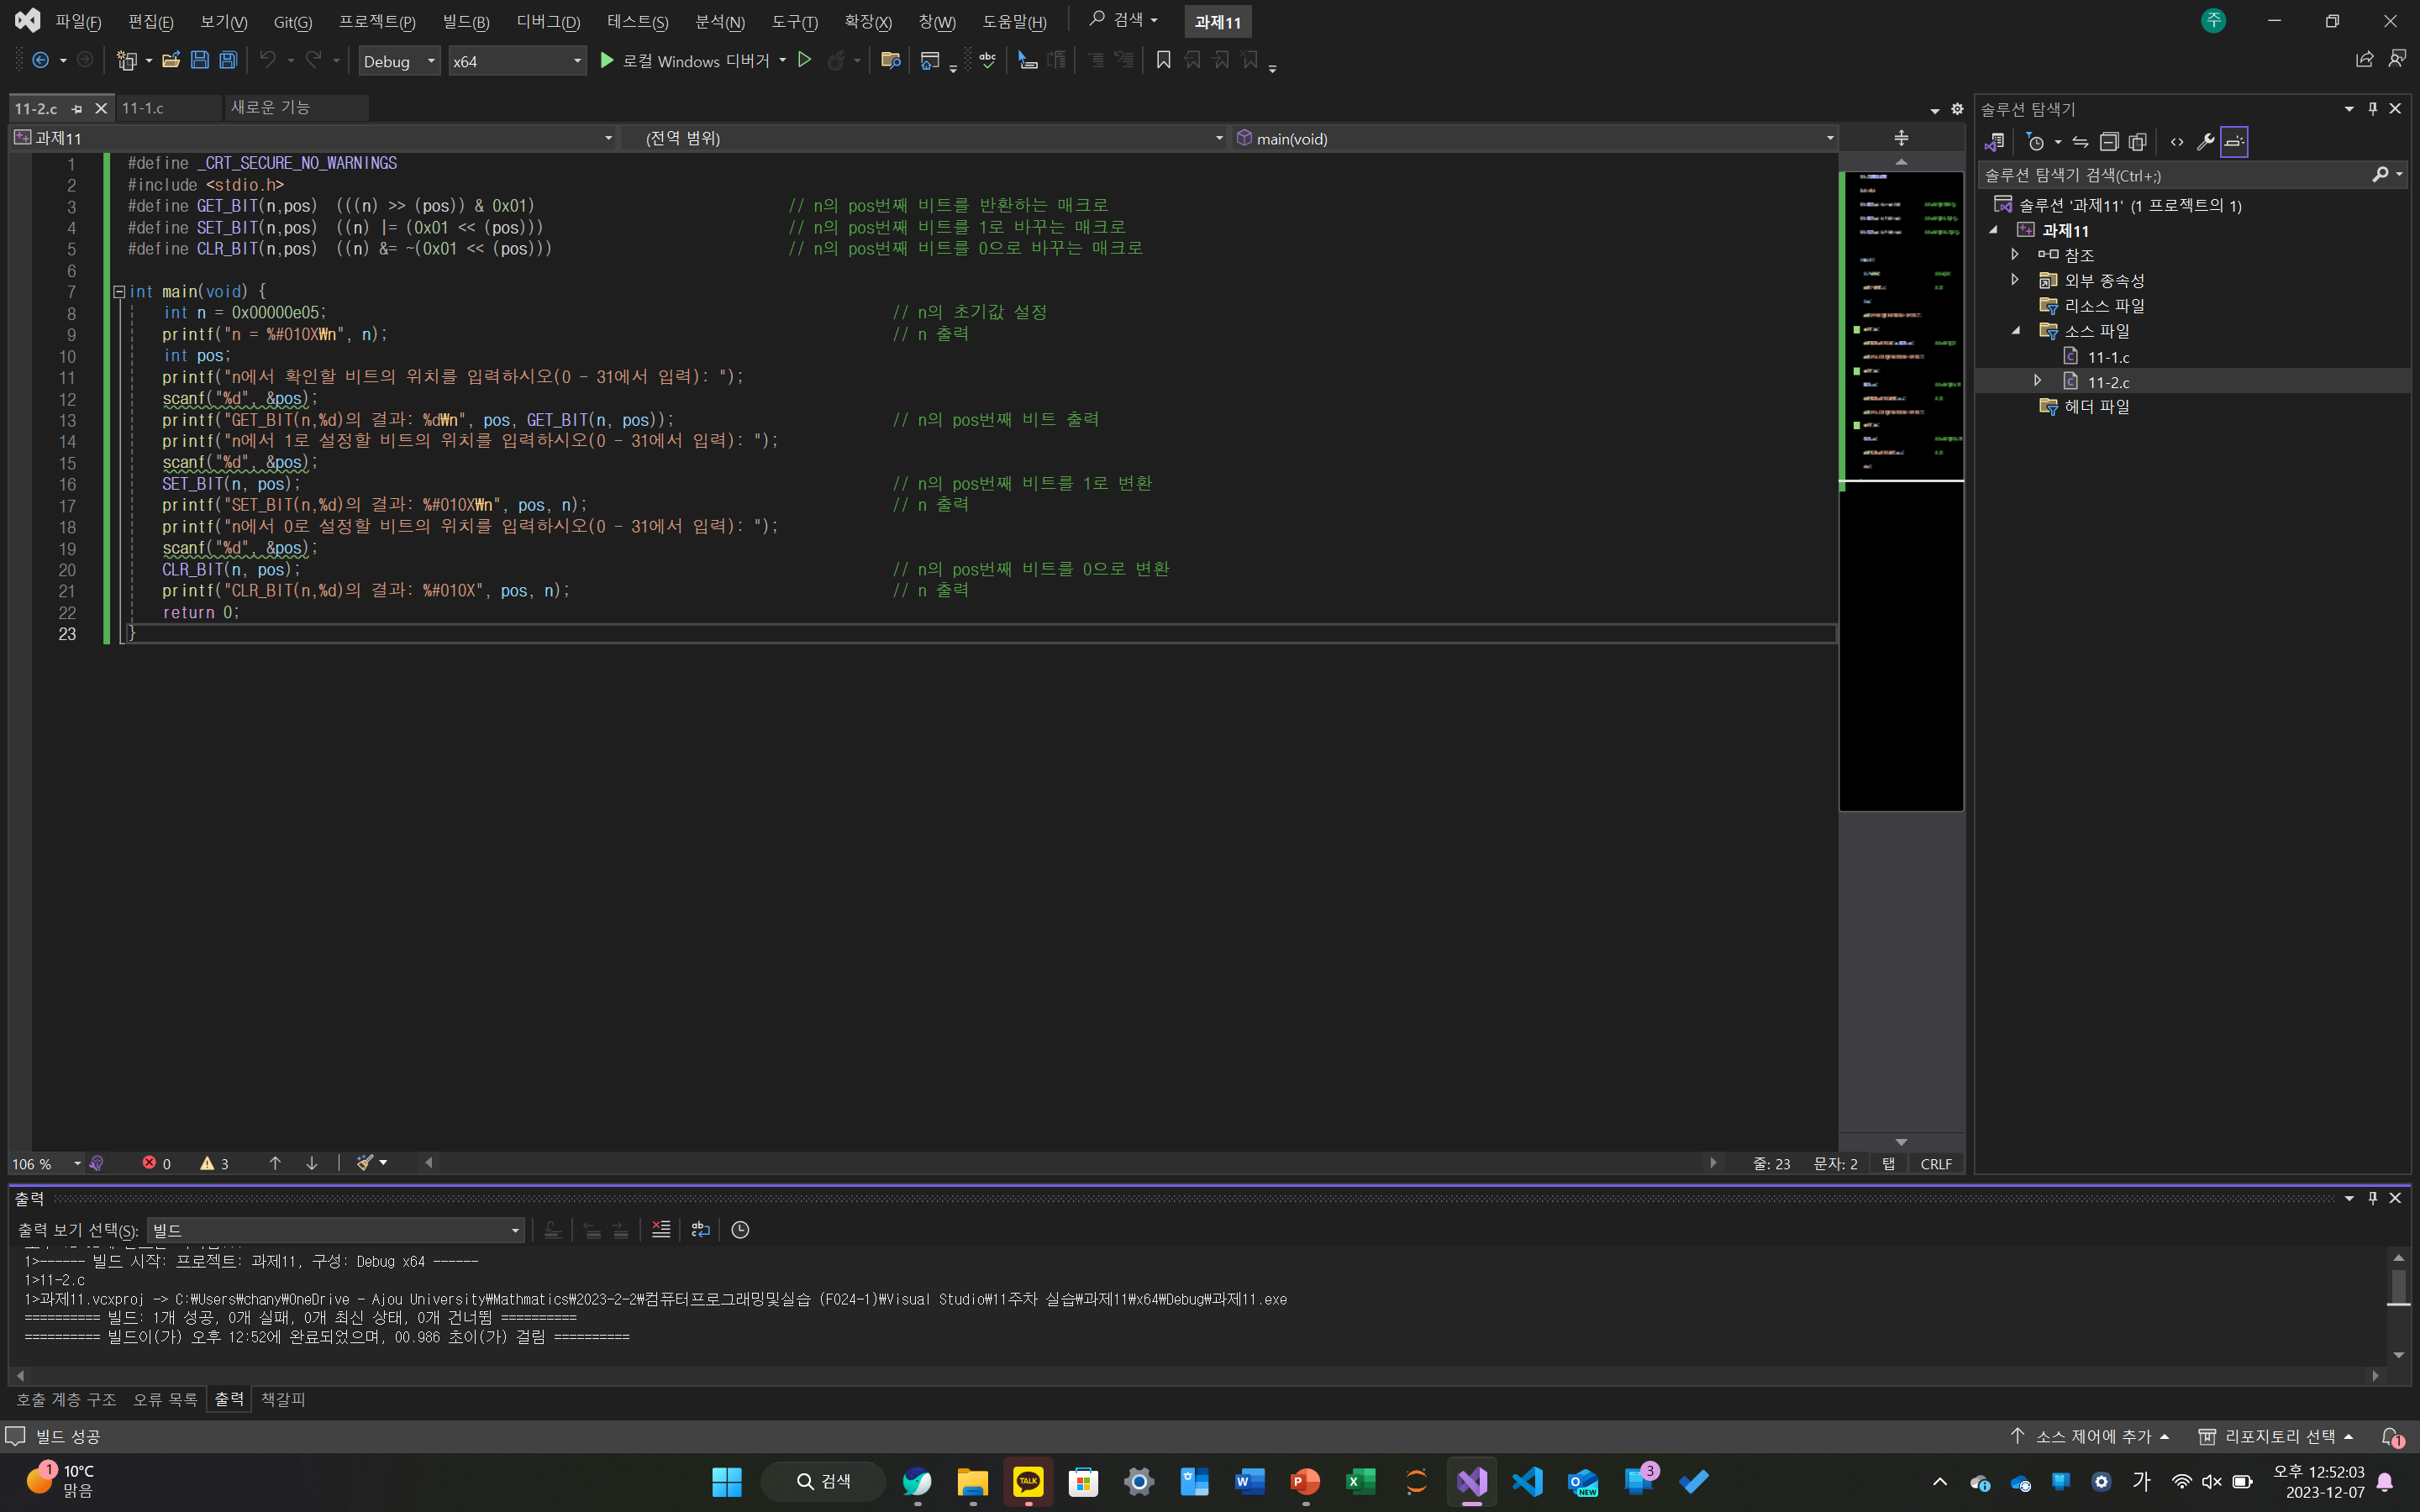 파일(F) 편집(E) 보기(V) Git(G) 프로젝트(P) 빌드(B) 디버그(D) 테스트(S) 분석(N) 도구(T) 확장(X) 창(W) 도움말(H) 검색 과제11 주
Debug x64 로컬 Windows 디버거
11-2.c 11-1.c 새로운 기능
과제11 (전역 범위) main(void)
1 #define _CRT_SECURE_NO_WARNINGS
2 #include <stdio.h>
3 #define GET_BIT(n,pos) (((n) >> (pos)) & 0x01) // n의 pos번째 비트를 반환하는 매크로
4 #define SET_BIT(n,pos) ((n) |= (0x01 << (pos))) // n의 pos번째 비트를 1로 바꾸는 매크로
5 #define CLR_BIT(n,pos) ((n) &= ~(0x01 << (pos))) // n의 pos번째 비트를 0으로 바꾸는 매크로
6
7 int main(void) {
8 int n = 0x00000e05; // n의 초기값 설정
9 printf("n = %#010X₩n", n); // n 출력
10 int pos;
11 printf("n에서 확인할 비트의 위치를 입력하시오(0 - 31에서 입력): ");
12 scanf("%d", &pos);
13 printf("GET_BIT(n,%d)의 결과: %d₩n", pos, GET_BIT(n, pos)); // n의 pos번째 비트 출력
14 printf("n에서 1로 설정할 비트의 위치를 입력하시오(0 - 31에서 입력): ");
15 scanf("%d", &pos);
16 SET_BIT(n, pos); // n의 pos번째 비트를 1로 변환
17 printf("SET_BIT(n,%d)의 결과: %#010X₩n", pos, n); // n 출력
18 printf("n에서 0로 설정할 비트의 위치를 입력하시오(0 - 31에서 입력): ");
19 scanf("%d", &pos);
20 CLR_BIT(n, pos); // n의 pos번째 비트를 0으로 변환
21 printf("CLR_BIT(n,%d)의 결과: %#010X", pos, n); // n 출력
22 return 0;
23 }
106 % 0 3 줄: 23 문자: 2 탭 CRLF
솔루션 탐색기
솔루션 탐색기 검색(Ctrl+;)
솔루션 '과제11' (1 프로젝트의 1)
과제11
참조
외부 종속성
리소스 파일
소스 파일
11-1.c
11-2.c
헤더 파일
출력
출력 보기 선택(S): 빌드
1>------ 빌드 시작: 프로젝트: 과제11, 구성: Debug x64 ------
1>11-2.c
1>과제11.vcxproj -> C:₩Users₩chany₩OneDrive - Ajou University₩Mathmatics₩2023-2-2₩컴퓨터프로그래밍및실습 (F024-1)₩Visual Studio₩11주차 실습₩과제11₩x64₩Debug₩과제11.exe
========== 빌드: 1개 성공, 0개 실패, 0개 최신 상태, 0개 건너뜀 ==========
========== 빌드이(가) 오후 12:52에 완료되었으며, 00.986 초이(가) 걸림 ==========
호출 계층 구조 오류 목록 출력 책갈피
빌드 성공 소스 제어에 추가 리포지토리 선택 1
1 10°C
맑음
검색 TALK NEW 3 가 오후 12:52:03
2023-12-07